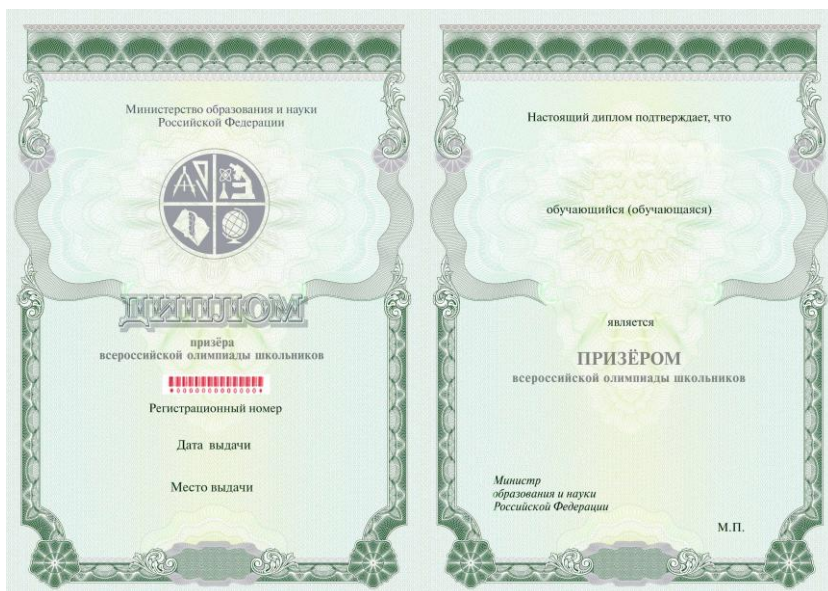 Министерство образования и науки
Российской Федерации
ДИПЛОМ
призёра
всероссийской олимпиады школьников
Регистрационный номер
Дата выдачи
Место выдачи
Настоящий диплом подтверждает, что
обучающийся (обучающаяся)
является
ПРИЗЁРОМ
всероссийской олимпиады школьников
Министр
образования и науки
Российской Федерации
М.П.